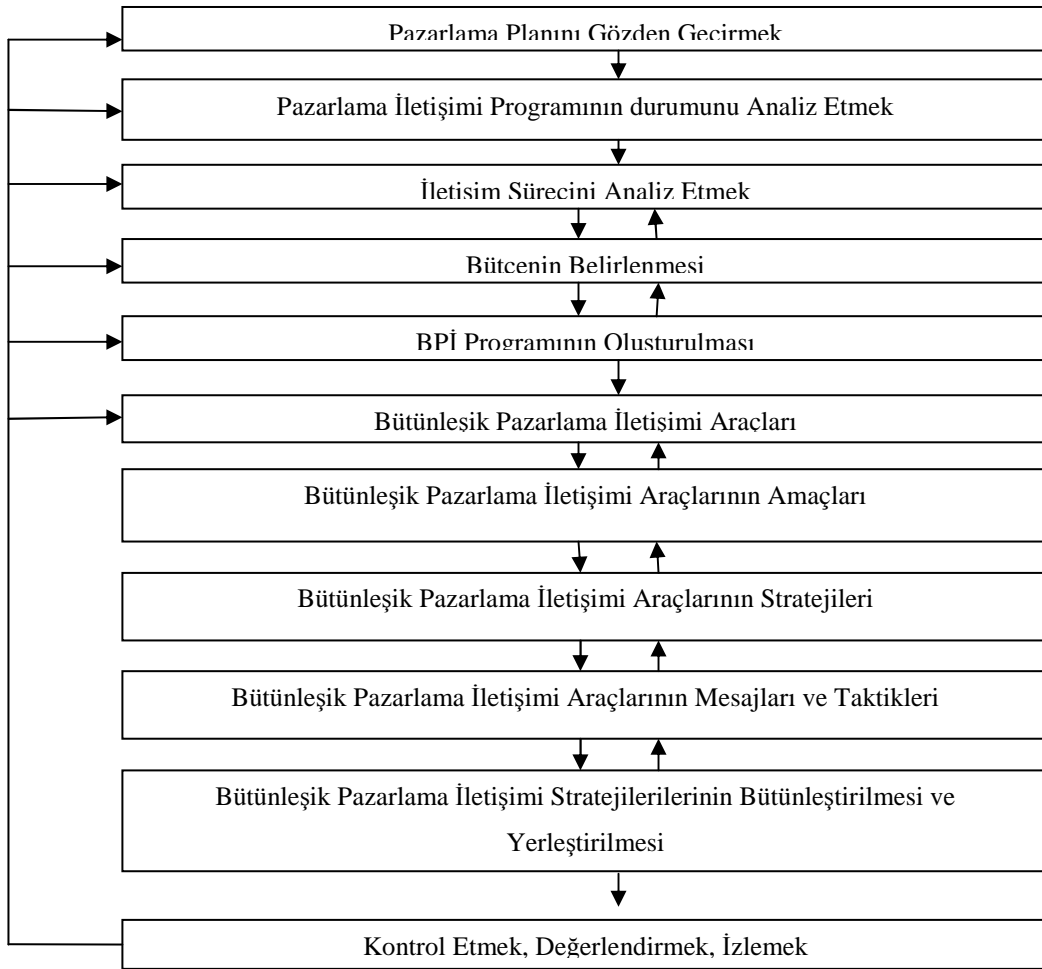 Pazarlama Planını Gözden Geçirmek
Pazarlama İletişimi Programının durumunu Analiz Etmek
İletişim Sürecini Analiz Etmek
Bütçenin Belirlenmesi
BPİ Programının Oluşturulması
Bütünleşik Pazarlama İletişimi Araçları
Bütünleşik Pazarlama İletişimi Araçlarının Amaçları
Bütünleşik Pazarlama İletişimi Araçlarının Stratejileri
Bütünleşik Pazarlama İletişimi Araçlarının Mesajları ve Taktikleri
Bütünleşik Pazarlama İletişimi Stratejilerilerinin Bütünleştirilmesi ve
Yerleştirilmesi
Kontrol Etmek, Değerlendirmek, İzlemek